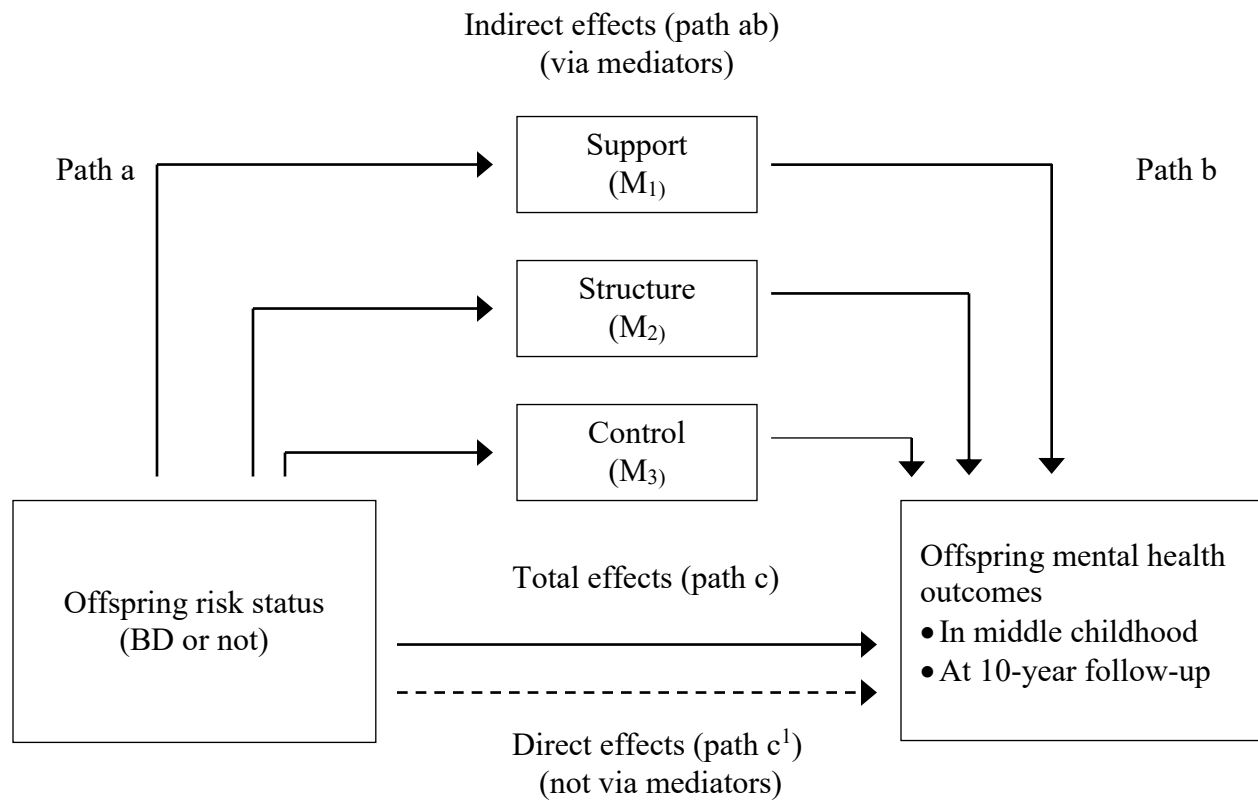 Indirect effects (path ab)
(via mediators)
Path a
Support
(M₁)
Path b
Structure
(M₂)
Control
(M₃)
Offspring risk status
(BD or not)
Total effects (path c)
Direct effects (path c¹)
(not via mediators)
Offspring mental health
outcomes
• In middle childhood
• At 10-year follow-up